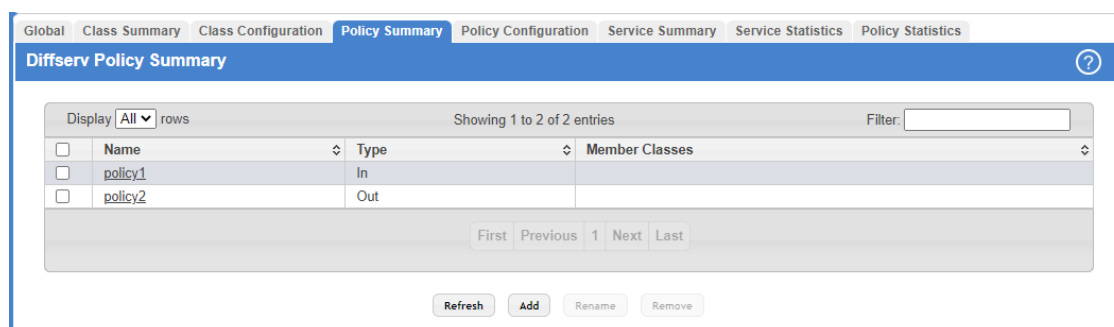 Global Class Summary Class Configuration Policy Summary Policy Configuration Service Summary Service Statistics Policy Statistics
Diffserv Policy Summary ?
Display All rows Showing 1 to 2 of 2 entries Filter:
Name Type Member Classes
policy1 In
policy2 Out
First Previous 1 Next Last
Refresh Add Rename Remove